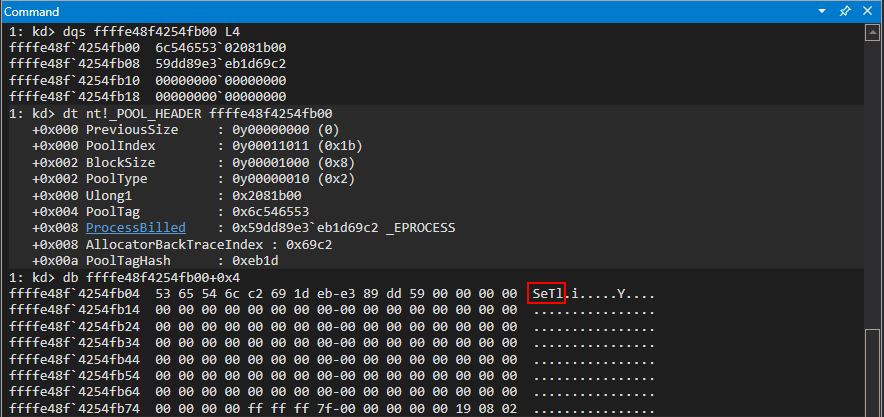 Command
1: kd> dqs ffffe48f4254fb00 L4
ffffe48f`4254fb00  6c546553`02081b00
ffffe48f`4254fb08  59dd89e3`eb1d69c2
ffffe48f`4254fb10  00000000`00000000
ffffe48f`4254fb18  00000000`00000000
1: kd> dt nt!_POOL_HEADER ffffe48f4254fb00
   +0x000 PreviousSize     : 0y00000000 (0)
   +0x000 PoolIndex        : 0y00011011 (0x1b)
   +0x002 BlockSize        : 0y00001000 (0x8)
   +0x002 PoolType         : 0y00000010 (0x2)
   +0x000 Ulong1           : 0x2081b00
   +0x004 PoolTag          : 0x6c546553
   +0x008 ProcessBilled    : 0x59dd89e3`eb1d69c2 _EPROCESS
   +0x008 AllocatorBackTraceIndex : 0x69c2
   +0x00a PoolTagHash      : 0xeb1d
1: kd> db ffffe48f4254fb00+0x4
ffffe48f`4254fb04  53 65 54 6c c2 69 1d eb-e3 89 dd 59 00 00 00 00  SeTl.i.....Y....
ffffe48f`4254fb14  00 00 00 00 00 00 00 00-00 00 00 00 00 00 00 00  ................
ffffe48f`4254fb24  00 00 00 00 00 00 00 00-00 00 00 00 00 00 00 00  ................
ffffe48f`4254fb34  00 00 00 00 00 00 00 00-00 00 00 00 00 00 00 00  ................
ffffe48f`4254fb44  00 00 00 00 00 00 00 00-00 00 00 00 00 00 00 00  ................
ffffe48f`4254fb54  00 00 00 00 00 00 00 00-00 00 00 00 00 00 00 00  ................
ffffe48f`4254fb64  00 00 00 00 00 00 00 00-00 00 00 00 00 00 00 00  ................
ffffe48f`4254fb74  00 00 00 00 ff ff ff 7f-00 00 00 00 00 19 08 02  ................